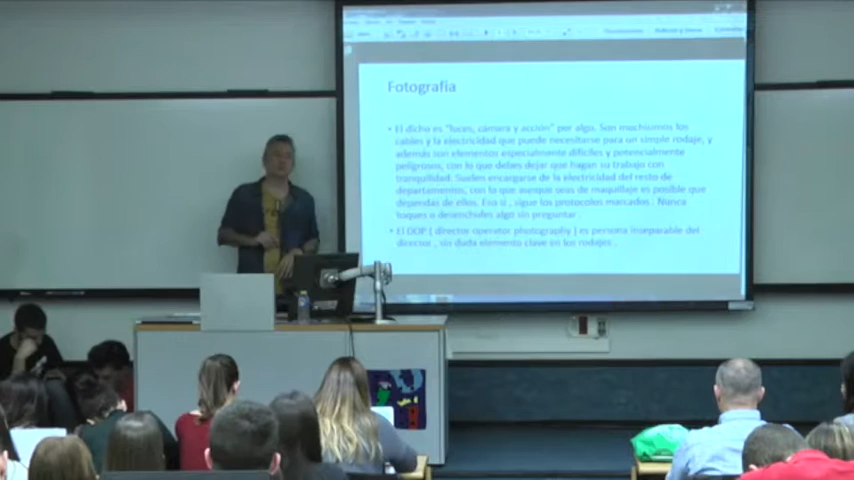 Fotografía
• El dicho es "luces, cámara y acción" por algo. Son muchísimos los
cables y la electricidad que puede necesitarse para un simple rodaje, y
además son elementos especialmente difíciles y potencialmente
peligrosos, con lo que debes dejar que hagan su trabajo con
tranquilidad. Suelen encargarse de la electricidad del resto de
departamentos, con lo que aunque seas de maquillaje es posible que
dependas de ellos. Eso sí , sigue los protocolos marcados . Nunca
toques o desenchufes algo sin preguntar .
• El DOP ( director operator photography ) es persona inseparable del
director , sin duda elemento clave en los rodajes .